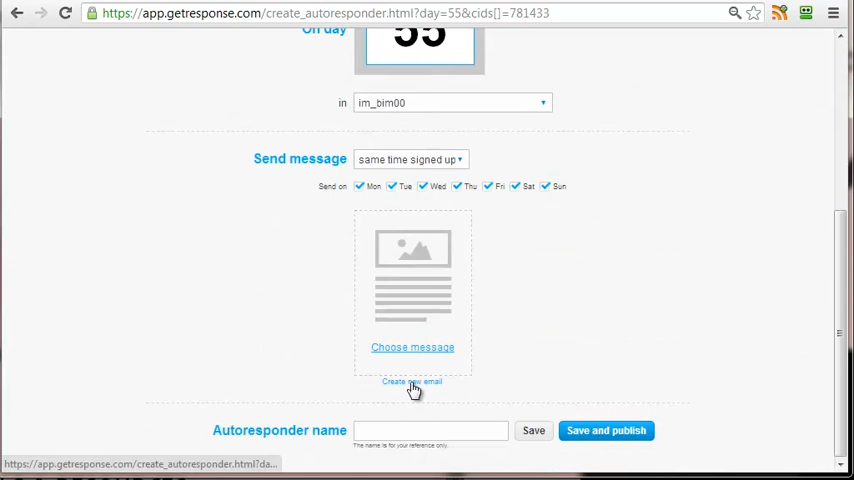 https://app.getresponse.com/create_autoresponder.html?day=55&cids[]=781433
On day
55
in im_bim00
Send message same time signed up
Send on Mon Tue Wed Thu Fri Sat Sun
Choose message
Create new email
Autoresponder name Save Save and publish
The name is for your reference only.
https://app.getresponse.com/create_autoresponder.html?da...